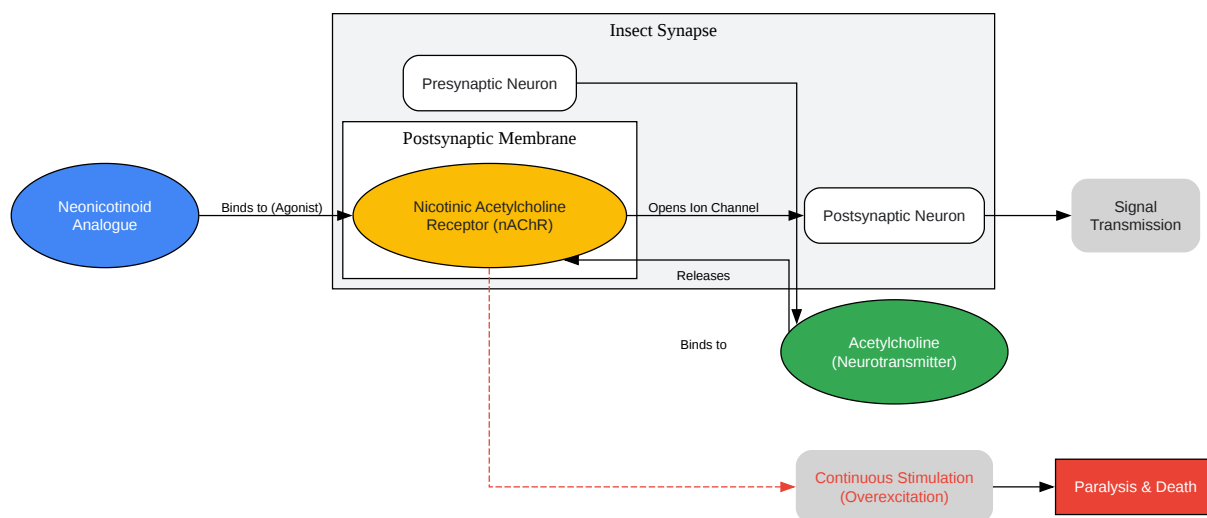 Insect Synapse
Presynaptic Neuron
Postsynaptic Membrane
Neonicotinoid
Analogue
Binds to (Agonist)
Nicotinic Acetylcholine
Receptor (nAChR)
Opens Ion Channel
Postsynaptic Neuron
Signal
Transmission
Releases
Binds to
Acetylcholine
(Neurotransmitter)
Continuous Stimulation
(Overexcitation)
Paralysis & Death